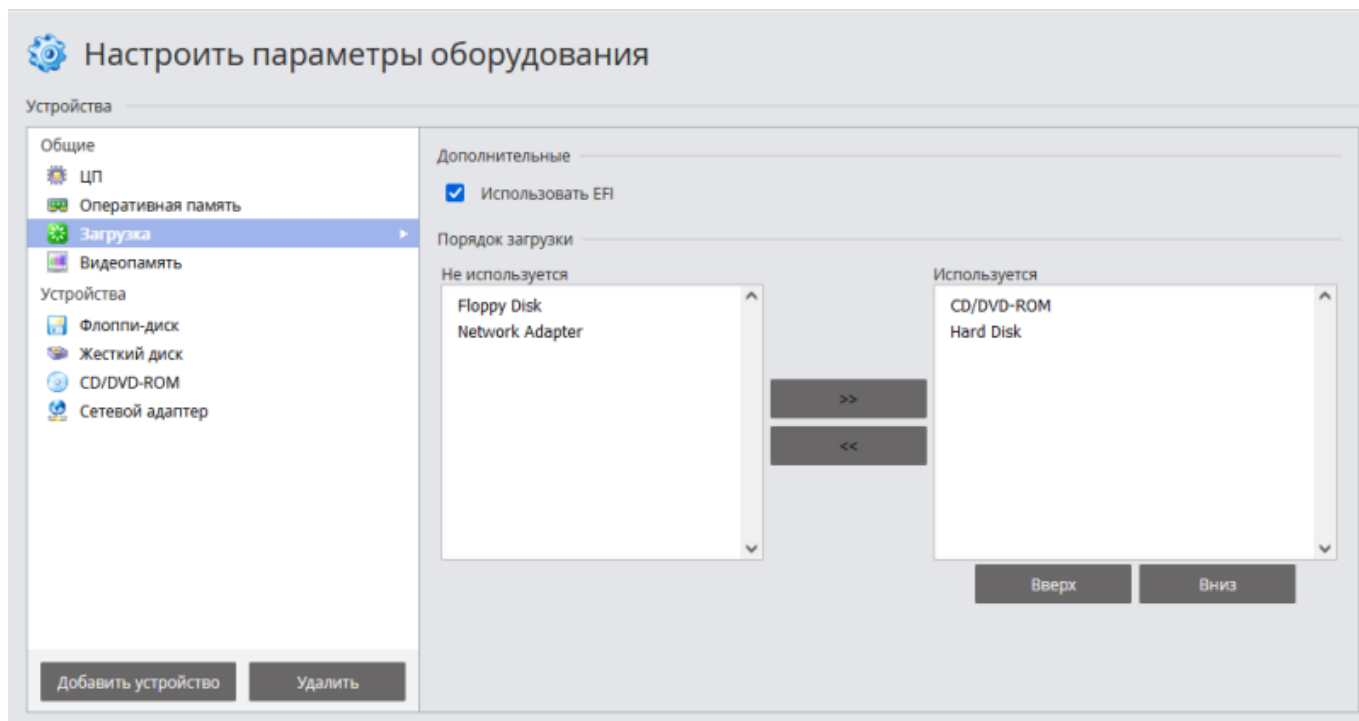 Настроить параметры оборудования
Устройства
Общие
ЦП
Оперативная память
Загрузка
Видеопамять
Устройства
Флоппи-диск
Жесткий диск
CD/DVD-ROM
Сетевой адаптер
Добавить устройство
Удалить
Дополнительные
Использовать EFI
Порядок загрузки
Не используется
Floppy Disk
Network Adapter
>>
<<
Используется
CD/DVD-ROM
Hard Disk
Вверх
Вниз